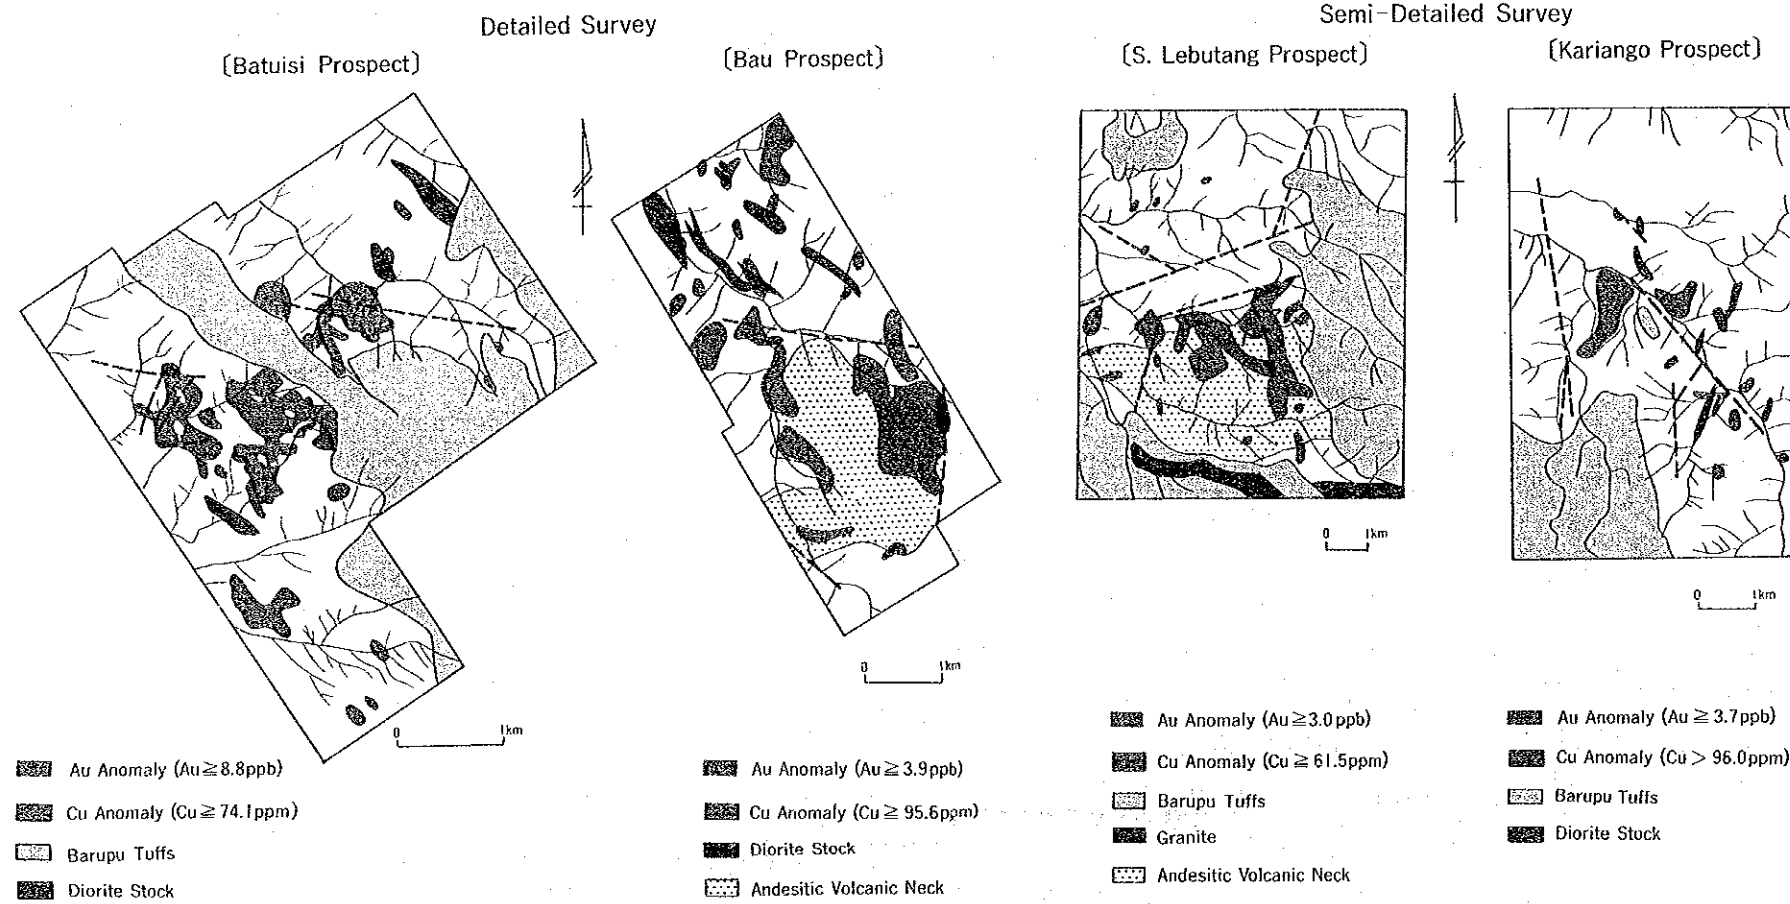 Detailed Survey
Semi-Detailed Survey
〔Batuisi Prospect〕
〔Bau Prospect〕
〔S. Lebutang Prospect〕
〔Kariango Prospect〕
0 1km
0 1km
0 1km
0 1km
Au Anomaly (Au≧8.8ppb)
Cu Anomaly (Cu≧74.1ppm)
Barupu Tuffs
Diorite Stock
Au Anomaly (Au≧3.9ppb)
Cu Anomaly (Cu≧95.6ppm)
Diorite Stock
Andesitic Volcanic Neck
Au Anomaly (Au≧3.0ppb)
Cu Anomaly (Cu≧61.5ppm)
Barupu Tuffs
Granite
Andesitic Volcanic Neck
Au Anomaly (Au≧3.7ppb)
Cu Anomaly (Cu>96.0ppm)
Barupu Tuffs
Diorite Stock